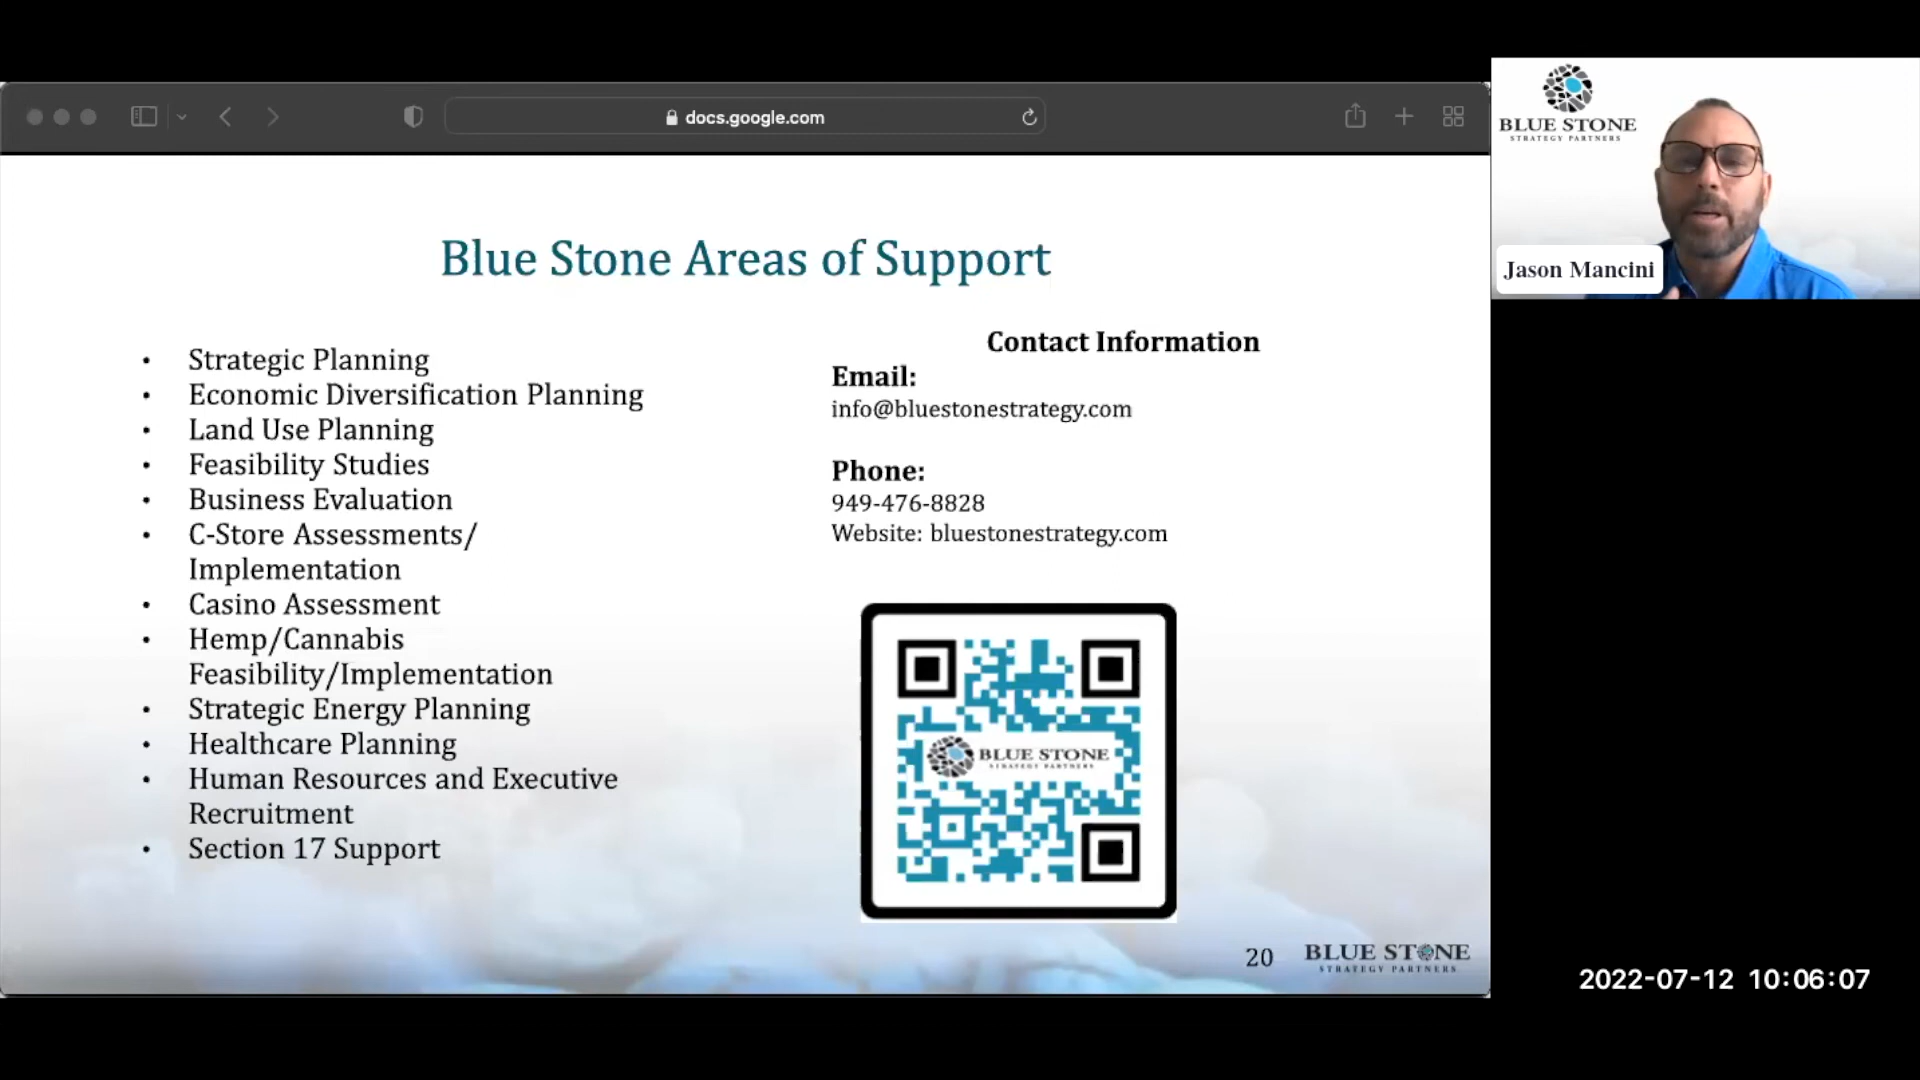 docs.google.com
BLUE STONE
STRATEGY PARTNERS
Jason Mancini
Blue Stone Areas of Support
• Strategic Planning
• Economic Diversification Planning
• Land Use Planning
• Feasibility Studies
• Business Evaluation
• C-Store Assessments/
Implementation
• Casino Assessment
• Hemp/Cannabis
Feasibility/Implementation
• Strategic Energy Planning
• Healthcare Planning
• Human Resources and Executive
Recruitment
• Section 17 Support
Contact Information
Email:
info@bluestonestrategy.com
Phone:
949-476-8828
Website: bluestonestrategy.com
BLUE STONE
STRATEGY PARTNERS
20
BLUE STONE
STRATEGY PARTNERS
2022-07-12 10:06:07